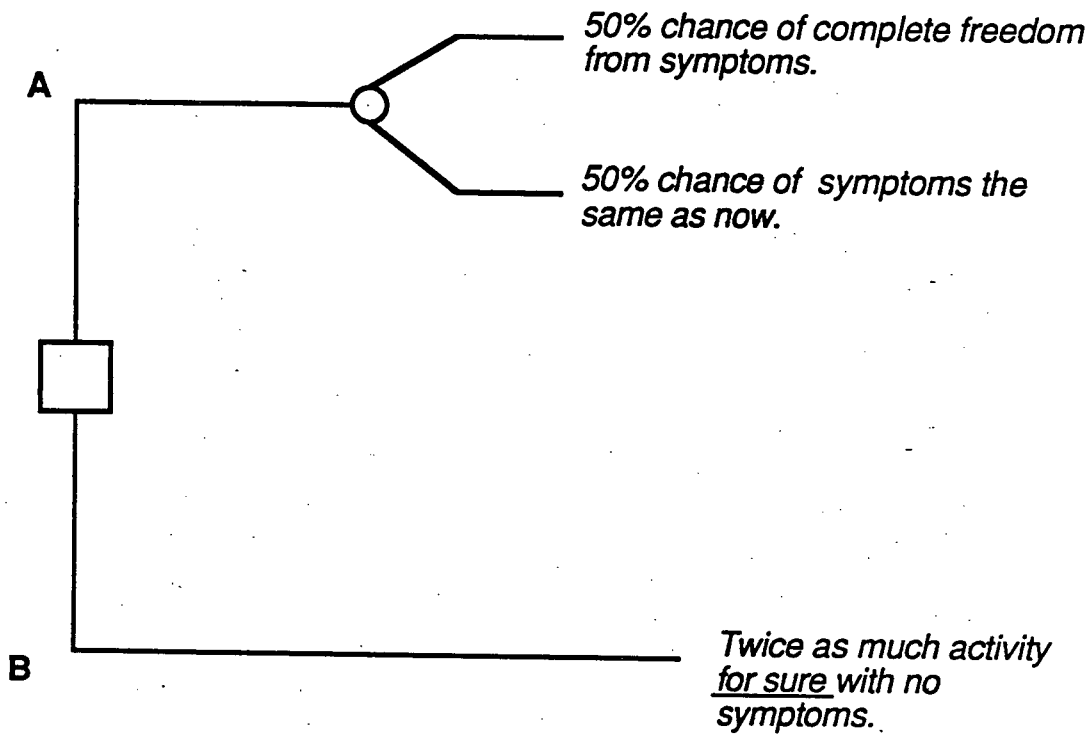 50% chance of complete freedom
from symptoms.
A
50% chance of symptoms the
same as now.
B
Twice as much activity
for sure with no
symptoms.